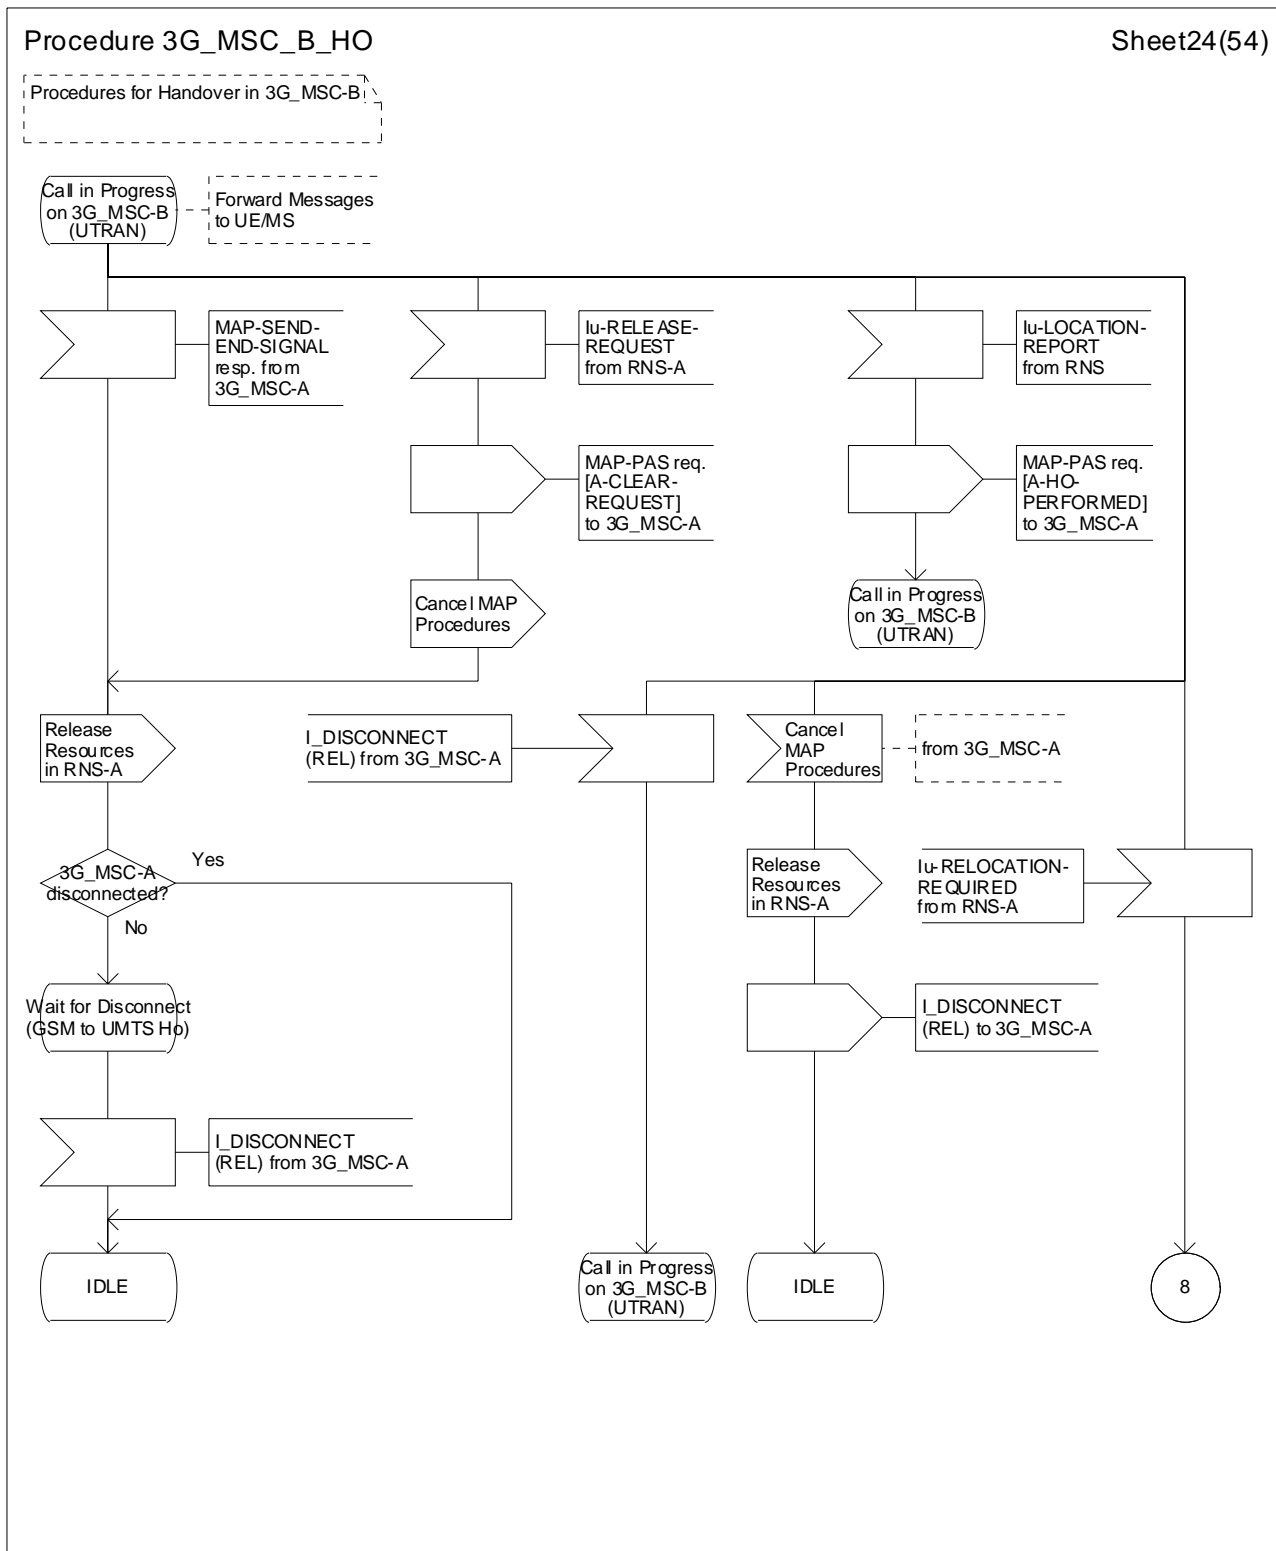 Procedure 3G_MSC_B_HO
Sheet24(54)
Procedures for Handover in 3G_MSC-B
Call in Progress
on 3G_MSC-B
(UTRAN)
Forward Messages
to UE/MS
MAP-SEND-
END-SIGNAL
resp. from
3G_MSC-A
Iu-RELEASE-
REQUEST
from RNS-A
Iu-LOCATION-
REPORT
from RNS
MAP-PAS req.
[A-CLEAR-
REQUEST]
to 3G_MSC-A
MAP-PAS req.
[A-HO-
PERFORMED]
to 3G_MSC-A
Cancel MAP
Procedures
Call in Progress
on 3G_MSC-B
(UTRAN)
Release
Resources
in RNS-A
I_DISCONNECT
(REL) from 3G_MSC-A
Cancel
MAP
Procedures
from 3G_MSC-A
3G_MSC-A
disconnected?
Yes
No
Release
Resources
in RNS-A
Iu-RELOCATION-
REQUIRED
from RNS-A
Wait for Disconnect
(GSM to UMTS Ho)
I_DISCONNECT
(REL) to 3G_MSC-A
I_DISCONNECT
(REL) from 3G_MSC-A
IDLE
Call in Progress
on 3G_MSC-B
(UTRAN)
IDLE
8